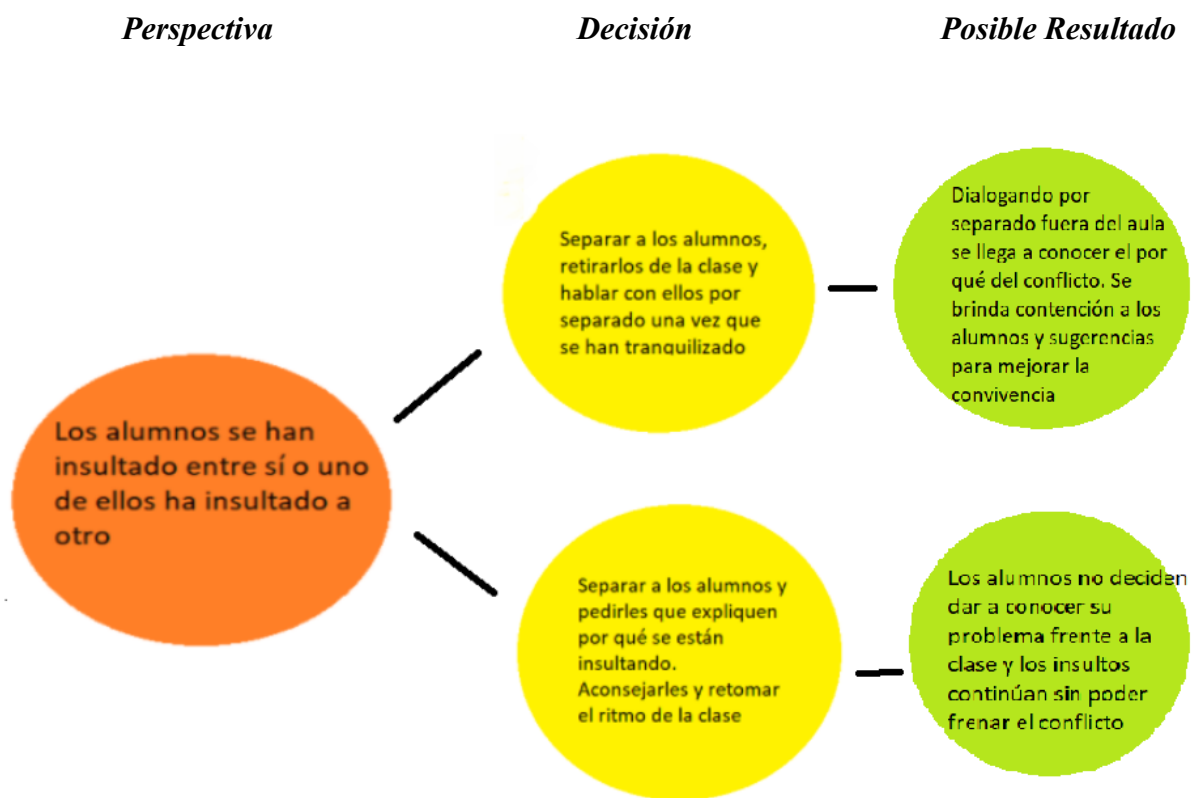 Perspectiva
Decisión
Posible Resultado
Separar a los alumnos,
retirarlos de la clase y
hablar con ellos por
separado una vez que
se han tranquilizado
Dialogando por
separado fuera del aula
se llega a conocer el por
qué del conflicto. Se
brinda contención a los
alumnos y sugerencias
para mejorar la
convivencia
Los alumnos se han
insultado entre sí o uno
de ellos ha insultado a
otro
Separar a los alumnos y
pedirles que expliquen
por qué se están
insultando.
Aconsejarles y retomar
el ritmo de la clase
Los alumnos no deciden
dar a conocer su
problema frente a la
clase y los insultos
continúan sin poder
frenar el conflicto